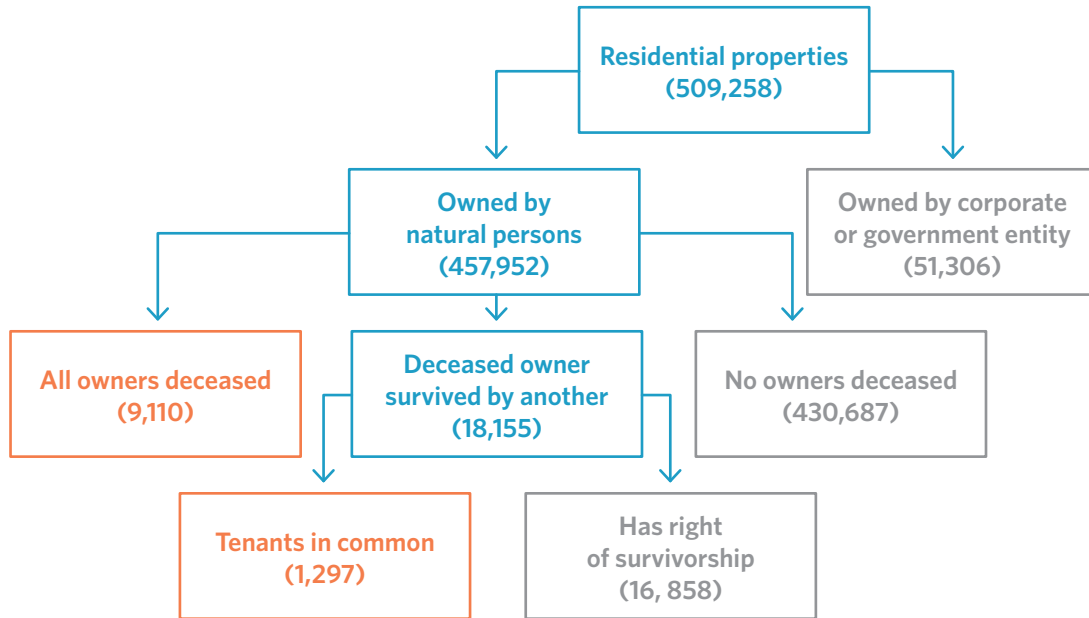 Residential properties
(509,258)
Owned by
natural persons
(457,952)
Owned by corporate
or government entity
(51,306)
All owners deceased
(9,110)
Deceased owner
survived by another
(18,155)
No owners deceased
(430,687)
Tenants in common
(1,297)
Has right
of survivorship
(16, 858)